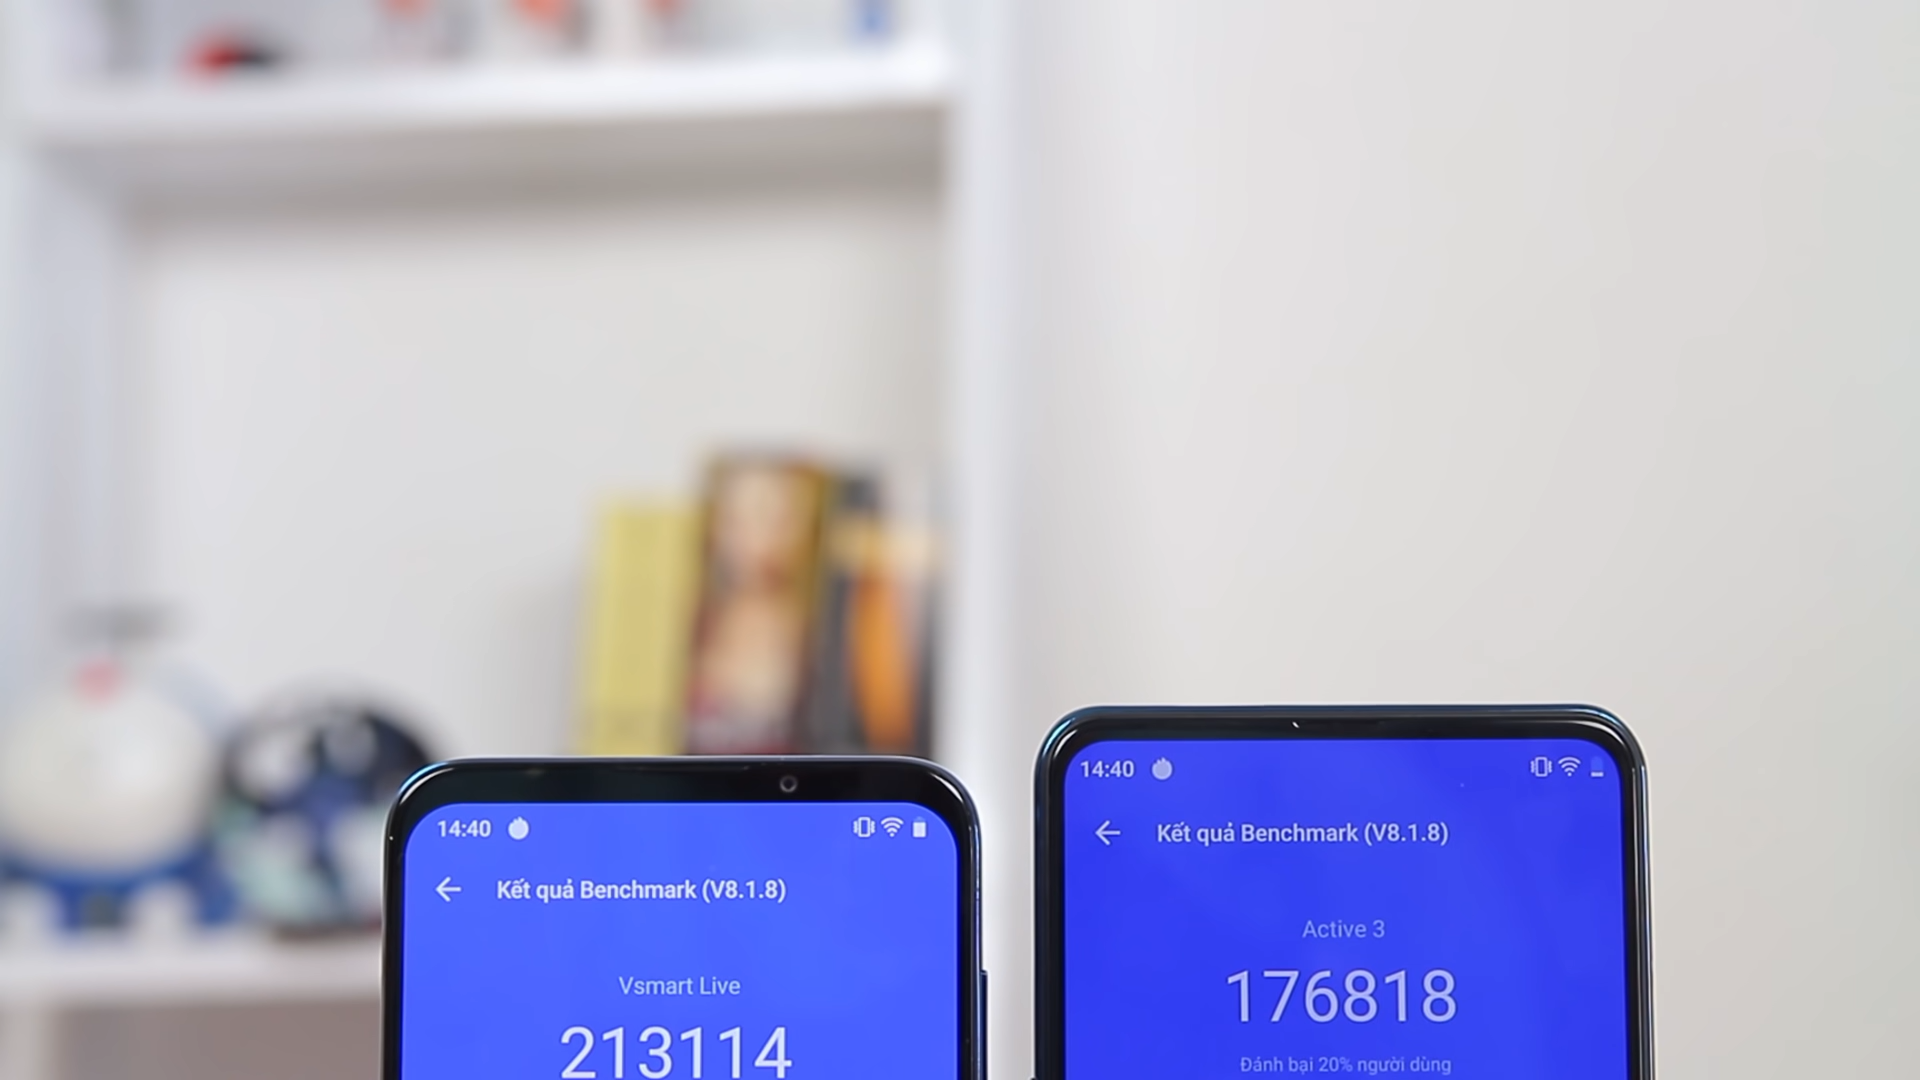 14:40
Kết quả Benchmark (V8.1.8)
Vsmart Live
213114
14:40
Kết quả Benchmark (V8.1.8)
Active 3
176818
Đánh bại 20% người dùng